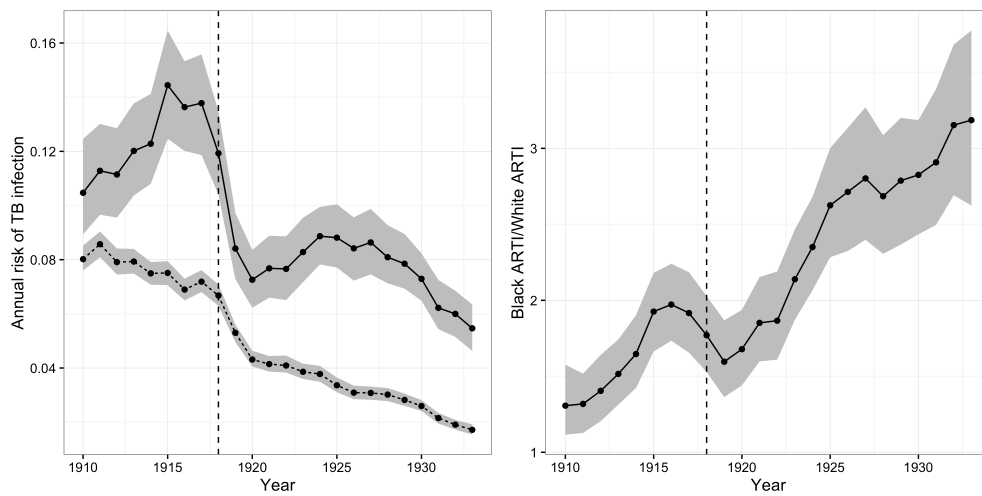 Annual risk of TB infection
0.16
0.12
0.08
0.04
1910 1915 1920 1925 1930
Year
Black ARTI/White ARTI
3
2
1
1910 1915 1920 1925 1930
Year